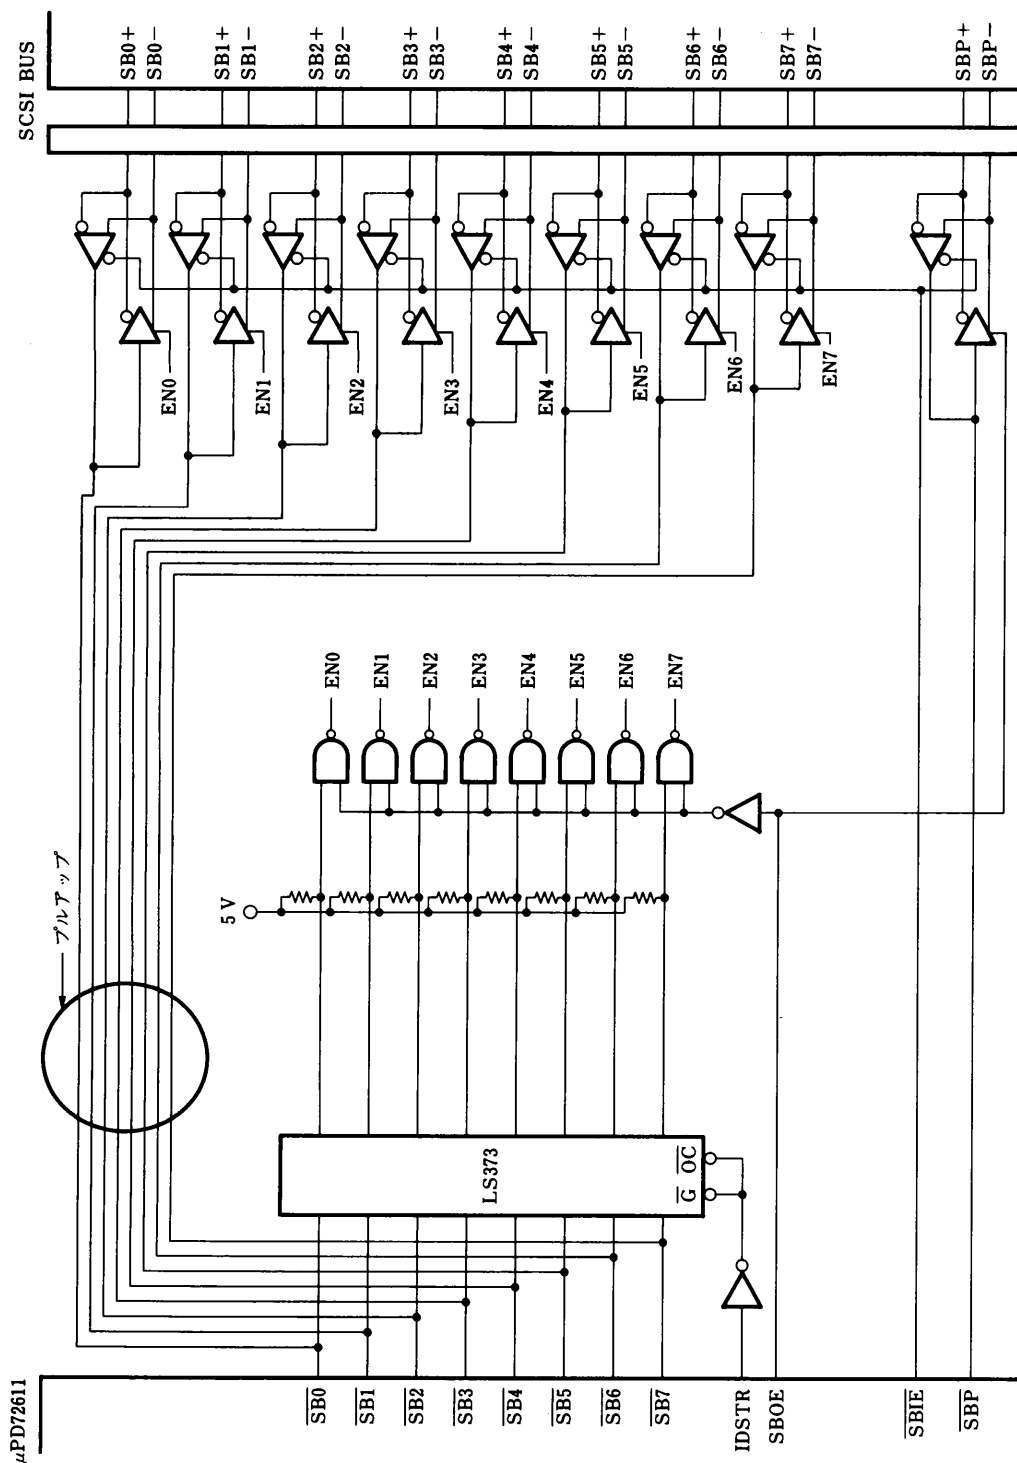 μPD72611
SB0
SB1
SB2
SB3
SB4
SB5
SB6
SB7
IDSTR
SBOE
SBIE
SBP
LS373
G OC
プルアップ
5 V
EN0
EN1
EN2
EN3
EN4
EN5
EN6
EN7
EN0
EN1
EN2
EN3
EN4
EN5
EN6
EN7
SCSI BUS
SB0+
SB0−
SB1+
SB1−
SB2+
SB2−
SB3+
SB3−
SB4+
SB4−
SB5+
SB5−
SB6+
SB6−
SB7+
SB7−
SBP+
SBP−